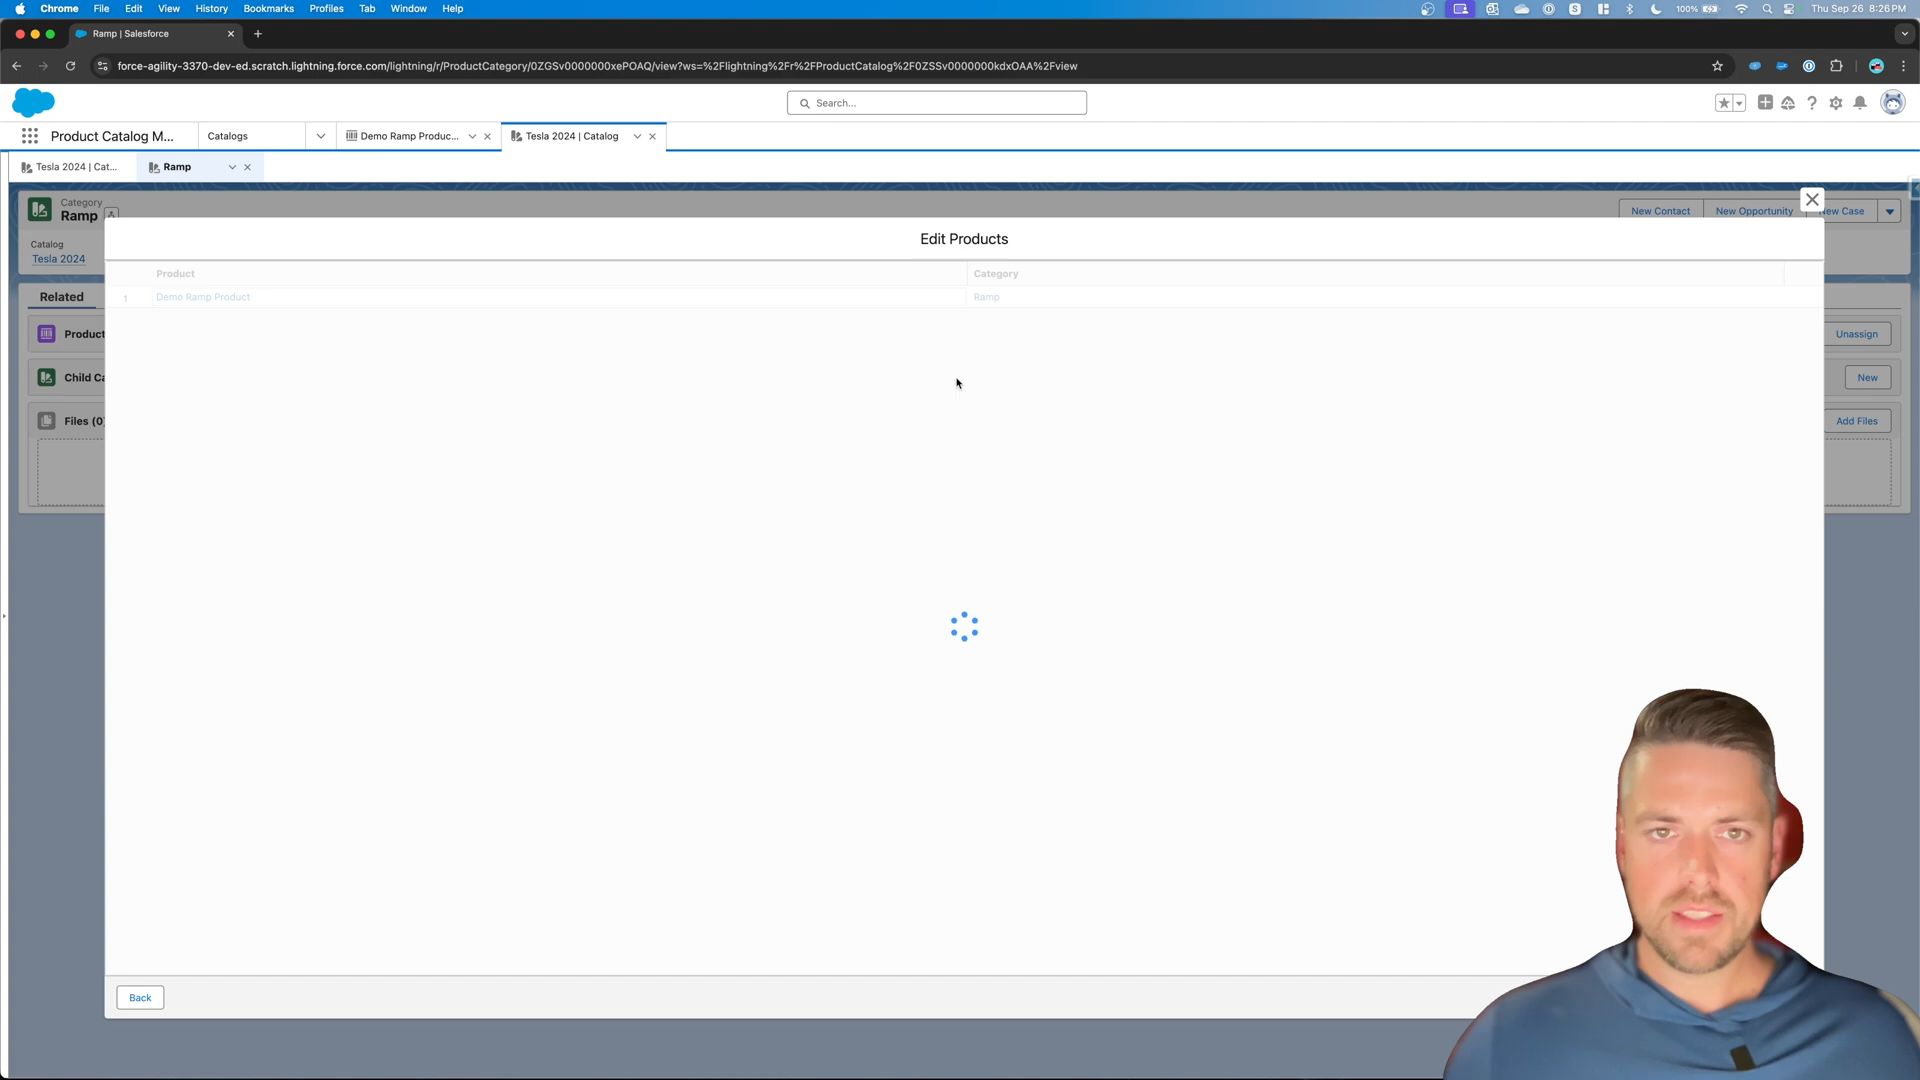 Chrome File Edit View History Bookmarks Profiles Tab Window Help
100% Thu Sep 26 8:26 PM
Ramp | Salesforce
force-agility-3370-dev-ed.scratch.lightning.force.com/lightning/r/ProductCategory/0ZGSv0000000xePOAQ/view?ws=%2Flightning%2Fr%2FProductCatalog%2F0ZSSv0000000kdxOAA%2Fview
Search...
Product Catalog M... Catalogs Demo Ramp Produc... Tesla 2024 | Catalog
Tesla 2024 | Cat... Ramp
Category
Ramp
New Contact New Opportunity New Case
Catalog
Tesla 2024
Edit Products
Product Category
1 Demo Ramp Product Ramp
Related
Product Unassign
Child Ca New
Files (0) Add Files
Back